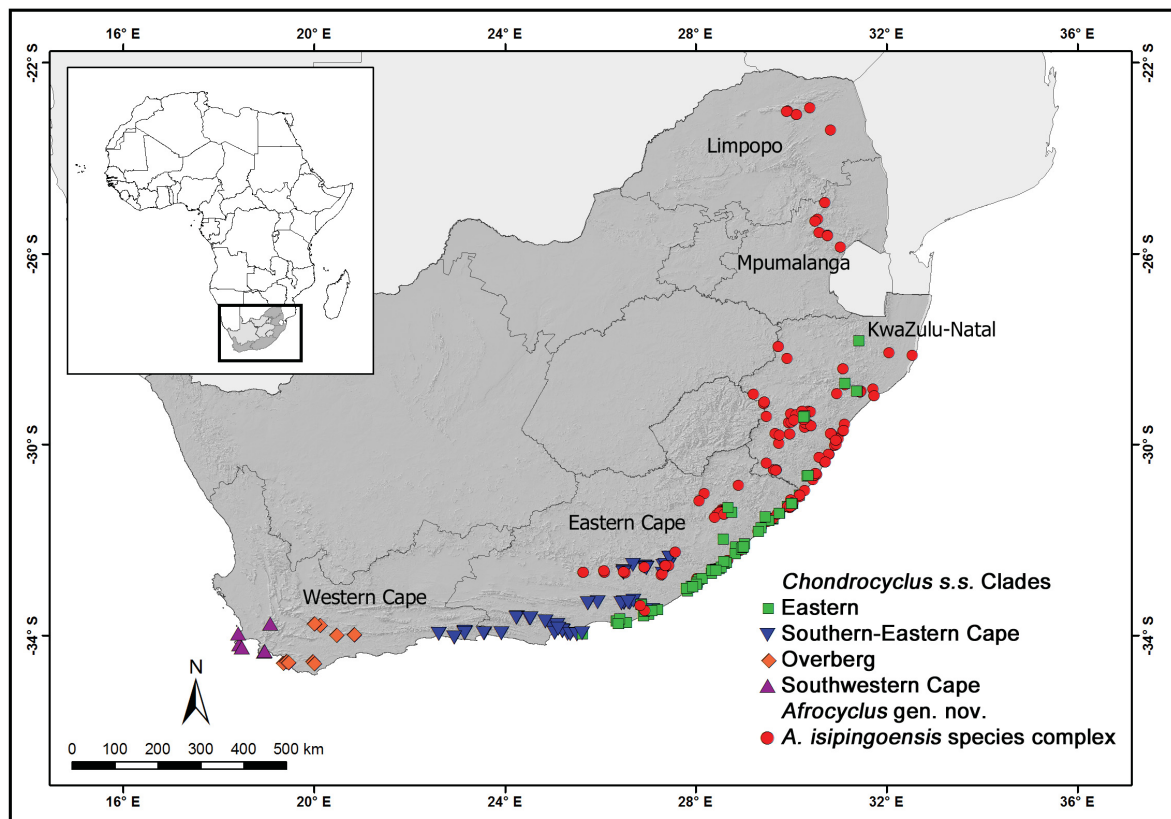 16° E 20° E 24° E 28° E 32° E 36° E
-22° S -22° S
Limpopo
-26° S -26° S
Mpumalanga
KwaZulu-Natal
-30° S -30° S
Eastern Cape
Western Cape
-34° S -34° S
Chondrocyclus s.s. Clades
Eastern
Southern-Eastern Cape
Overberg
Southwestern Cape
Afrocyclus gen. nov.
A. isipingoensis species complex
N
0 100 200 300 400 500 km
16° E 20° E 24° E 28° E 32° E 36° E